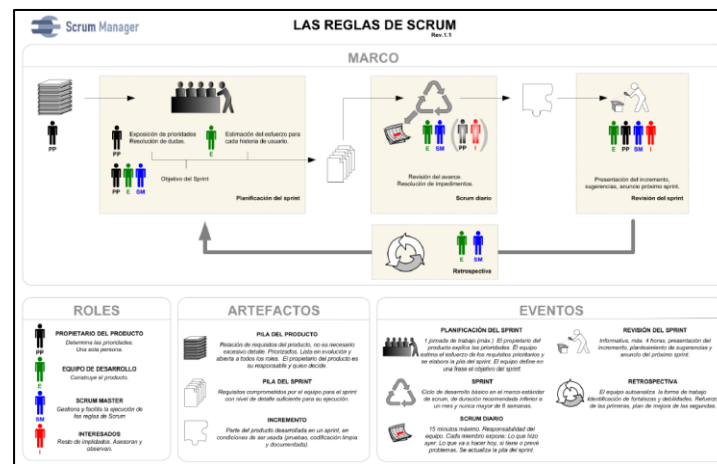 Scrum Manager
LAS REGLAS DE SCRUM
Rev.1.1
MARCO
PP
Exposición de prioridades
Resolución de dudas.
PP
Estimación del esfuerzo para
cada historia de usuario.
E
Objetivo del Sprint
PP E SM
Planificación del sprint
E SM ( PP I )
Revisión del avance.
Resolución de impedimentos.
Scrum diario
E PP SM I
Presentación del incremento,
sugerencias, anuncio próximo sprint.
Revisión del sprint
E SM
Retrospectiva
ROLES
PP
PROPIETARIO DEL PRODUCTO
Determina las prioridades.
Una sola persona.
E
EQUIPO DE DESARROLLO
Construye el producto.
SM
SCRUM MASTER
Gestiona y facilita la ejecución de
las reglas de Scrum
I
INTERESADOS
Resto de implicados. Asesoran y
observan.
ARTEFACTOS
PILA DEL PRODUCTO
Relación de requisitos del producto, no es necesario
excesivo detalle. Priorizados. Lista en evolución y
abierta a todos los roles. El propietario del producto es
su responsable y quien decide.
PILA DEL SPRINT
Requisitos comprometidos por el equipo para el sprint
con nivel de detalle suficiente para su ejecución.
INCREMENTO
Parte del producto desarrollada en un sprint, en
condiciones de ser usada (pruebas, codificación limpia
y documentada).
EVENTOS
PLANIFICACIÓN DEL SPRINT
1 jornada de trabajo (máx.) El propietario del
producto explica las prioridades. El equipo
estima el esfuerzo de los requisitos prioritarios y
se elabora la pila del sprint. El equipo define en
una frase el objetivo del sprint.
SPRINT
Ciclo de desarrollo básico en el marco estándar
de scrum, de duración recomendada inferior a
un mes y nunca mayor de 6 semanas.
SCRUM DIARIO
15 minutos máximo. Responsabilidad del
equipo. Cada miembro expone: Lo que hizo
ayer. Lo que va a hacer hoy, si tiene o prevé
problemas. Se actualiza la pila del sprint.
REVISIÓN DEL SPRINT
Informativa, máx. 4 horas, presentación del
incremento, planteamiento de sugerencias y
anuncio del próximo sprint.
RETROSPECTIVA
El equipo autoanaliza la forma de trabajo
Identificación de fortalezas y debilidades. Refuerzo
de las primeras, plan de mejora de las segundas.